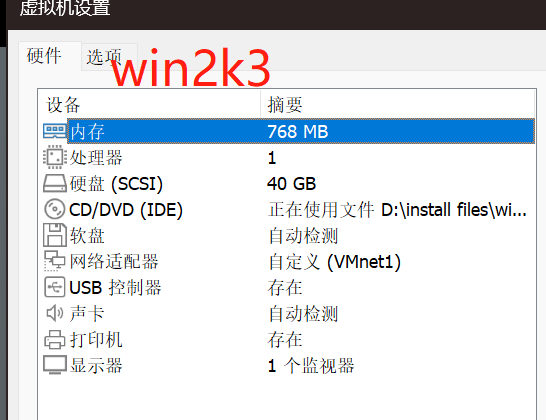 虚拟机设置
硬件 选项
win2k3
设备 摘要
内存 768 MB
处理器 1
硬盘 (SCSI) 40 GB
CD/DVD (IDE) 正在使用文件 D:\install files\wi...
软盘 自动检测
网络适配器 自定义 (VMnet1)
USB 控制器 存在
声卡 自动检测
打印机 存在
显示器 1 个监视器